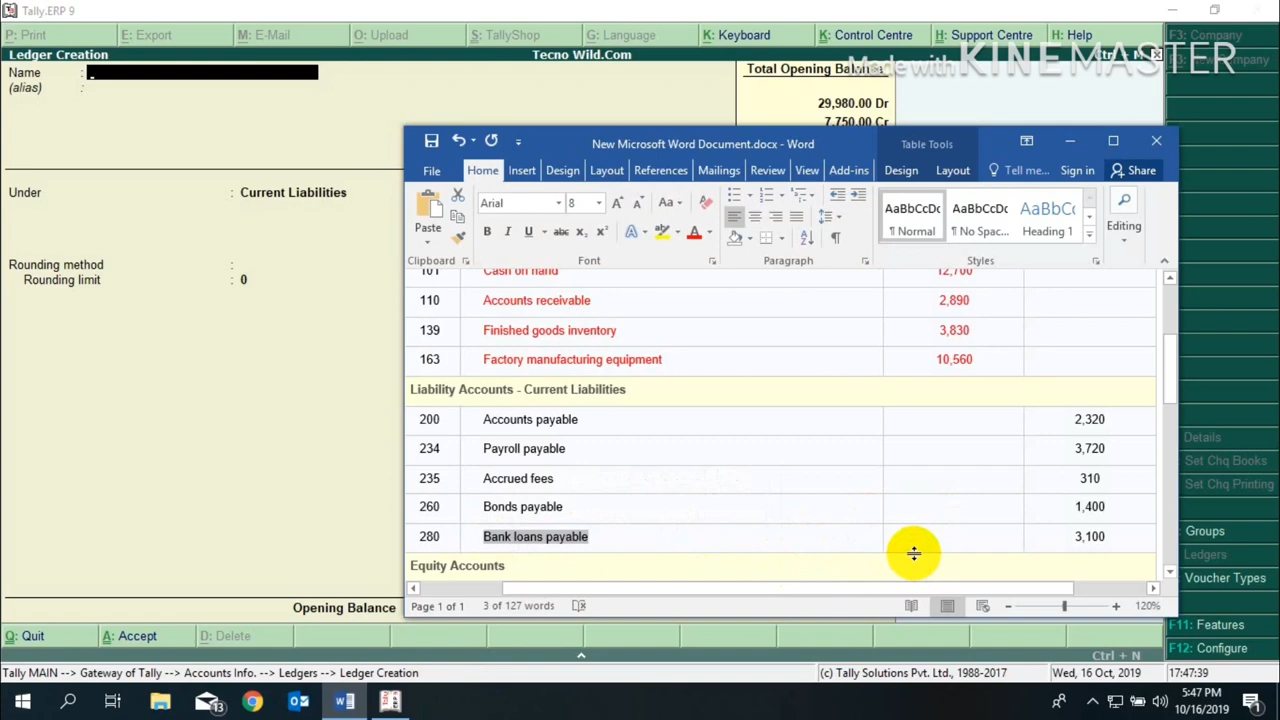 Tally.ERP 9
P: Print E: Export M: E-Mail O: Upload S: TallyShop G: Language K: Keyboard K: Control Centre H: Support Centre H: Help F3: Company
Ledger Creation Tecno Wild.Com Ctrl + M
Made with KINEMASTER
Name :
(alias) :
Total Opening Balance
29,980.00 Dr
7,750.00 Cr
Under : Current Liabilities
Rounding method :
Rounding limit : 0
Opening Balance
New Microsoft Word Document.docx - Word Table Tools
File Home Insert Design Layout References Mailings Review View Add-ins Design Layout Tell me... Sign in Share
Paste Arial 8 Aa AaBbCcDc AaBbCcDc AaBbCc Editing
B I U abc x₂ x² A A ¶ Normal ¶ No Spac... Heading 1
Clipboard Font Paragraph Styles
101 Cash on hand 12,700
110 Accounts receivable 2,890
139 Finished goods inventory 3,830
163 Factory manufacturing equipment 10,560
Liability Accounts - Current Liabilities
200 Accounts payable 2,320
234 Payroll payable 3,720
235 Accrued fees 310
260 Bonds payable 1,400
280 Bank loans payable 3,100
Equity Accounts
Page 1 of 1 3 of 127 words 120%
Details
Set Chq Books
Set Chq Printing
Groups
Ledgers
Voucher Types
F11: Features
F12: Configure
Q: Quit A: Accept D: Delete
Ctrl + N
Tally MAIN --> Gateway of Tally --> Accounts Info. --> Ledgers --> Ledger Creation (c) Tally Solutions Pvt. Ltd., 1988-2017 Wed, 16 Oct, 2019 17:47:39
13
5:47 PM
10/16/2019
1